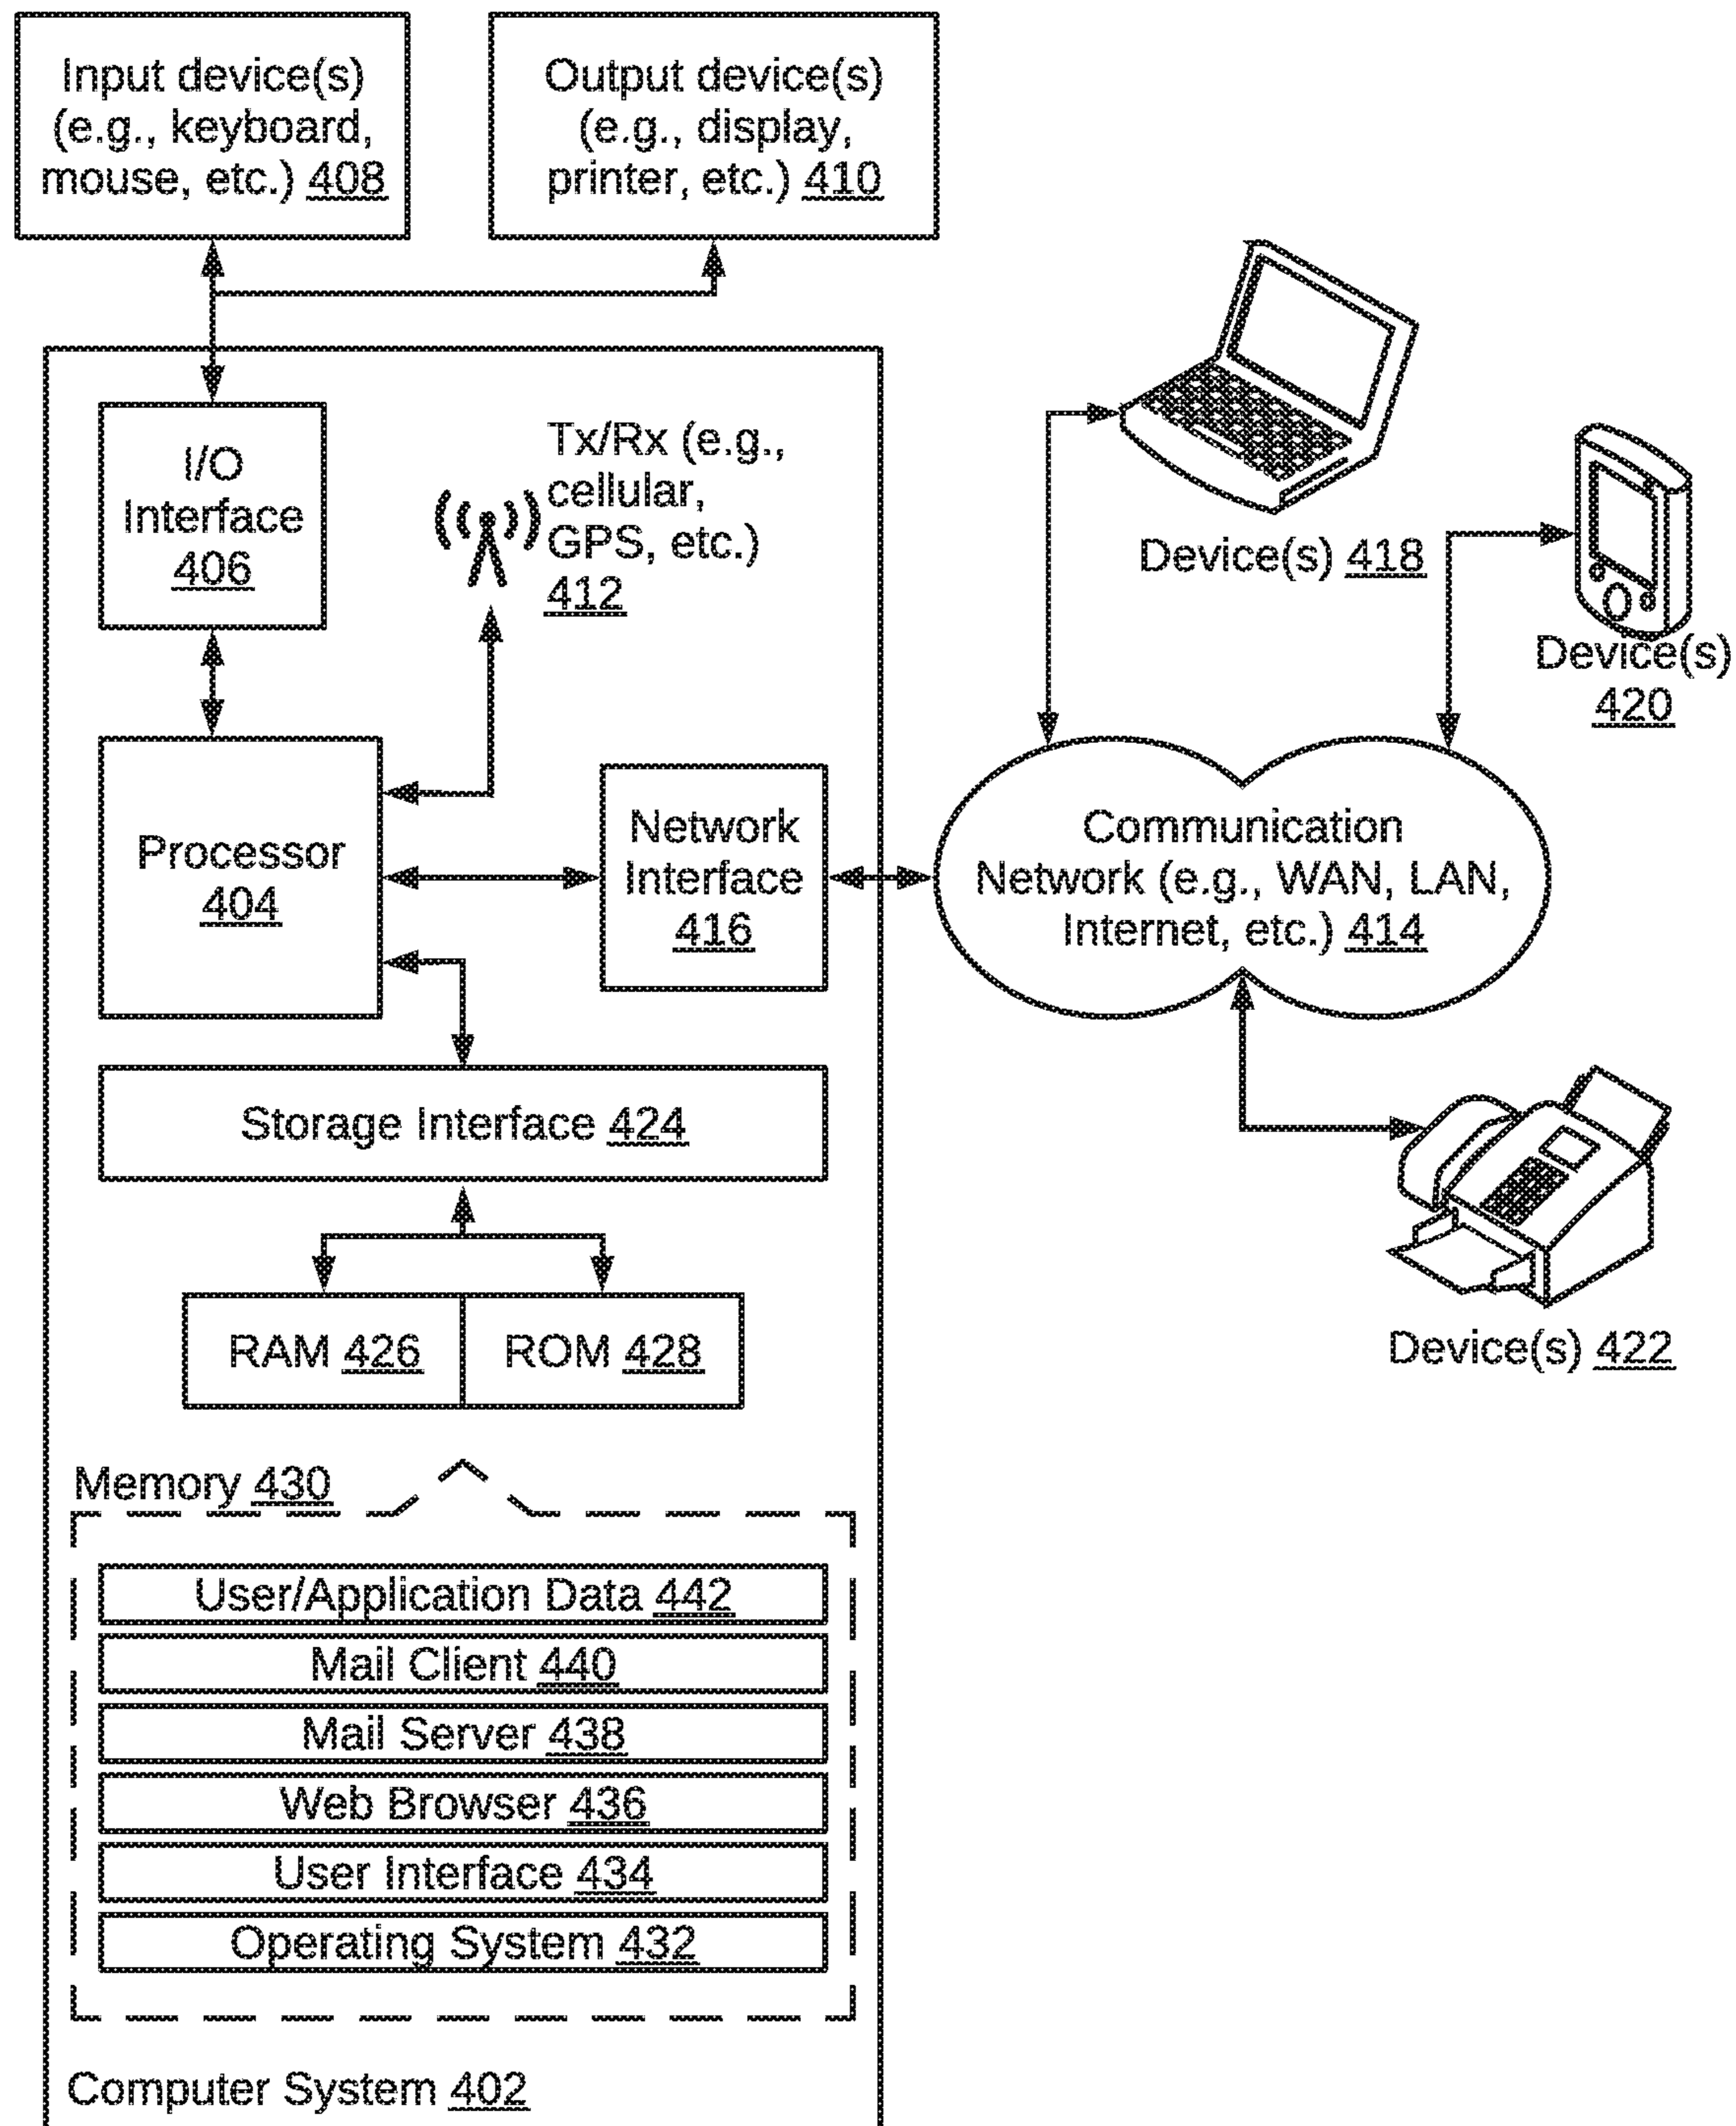 Input device(s)
(e.g., keyboard,
mouse, etc.) 408
Output device(s)
(e.g., display,
printer, etc.) 410
I/O
Interface
406
Tx/Rx (e.g.,
cellular,
GPS, etc.)
412
Device(s) 418
Device(s)
420
Processor
404
Network
Interface
416
Communication
Network (e.g., WAN, LAN,
Internet, etc.) 414
Storage Interface 424
RAM 426
ROM 428
Device(s) 422
Memory 430
User/Application Data 442
Mail Client 440
Mail Server 438
Web Browser 436
User Interface 434
Operating System 432
Computer System 402